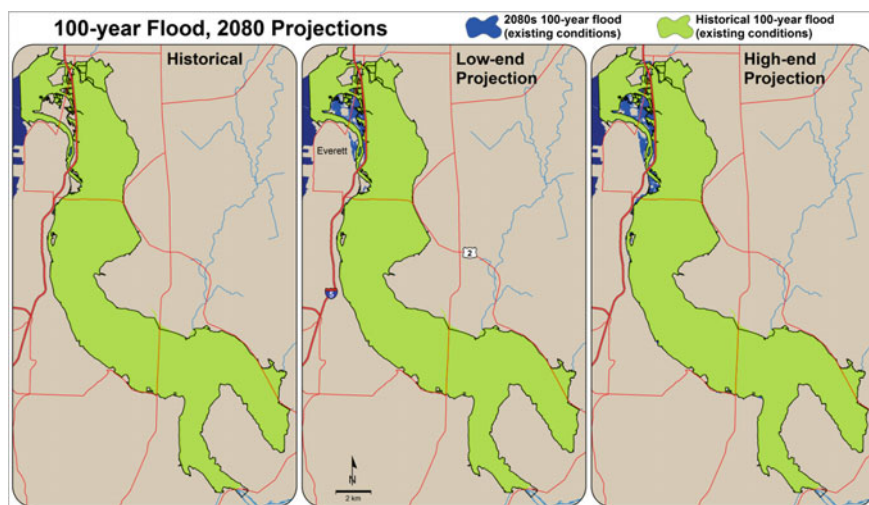 100-year Flood, 2080 Projections
2080s 100-year flood
(existing conditions)
Historical 100-year flood
(existing conditions)
Historical
Low-end
Projection
High-end
Projection
Everett
2
5
N
2 km